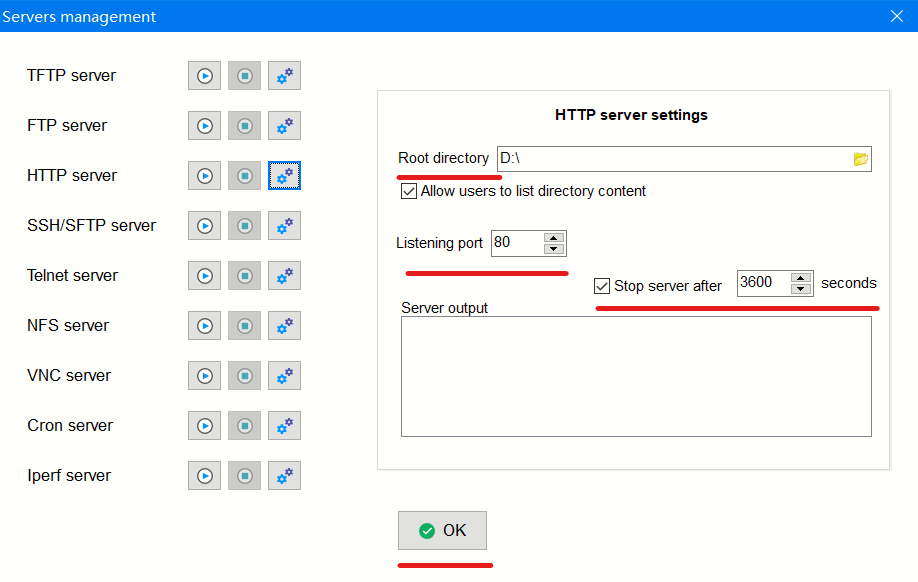 Servers management
TFTP server
FTP server
HTTP server
SSH/SFTP server
Telnet server
NFS server
VNC server
Cron server
Iperf server
HTTP server settings
Root directory D:\
Allow users to list directory content
Listening port 80
Stop server after 3600 seconds
Server output
OK